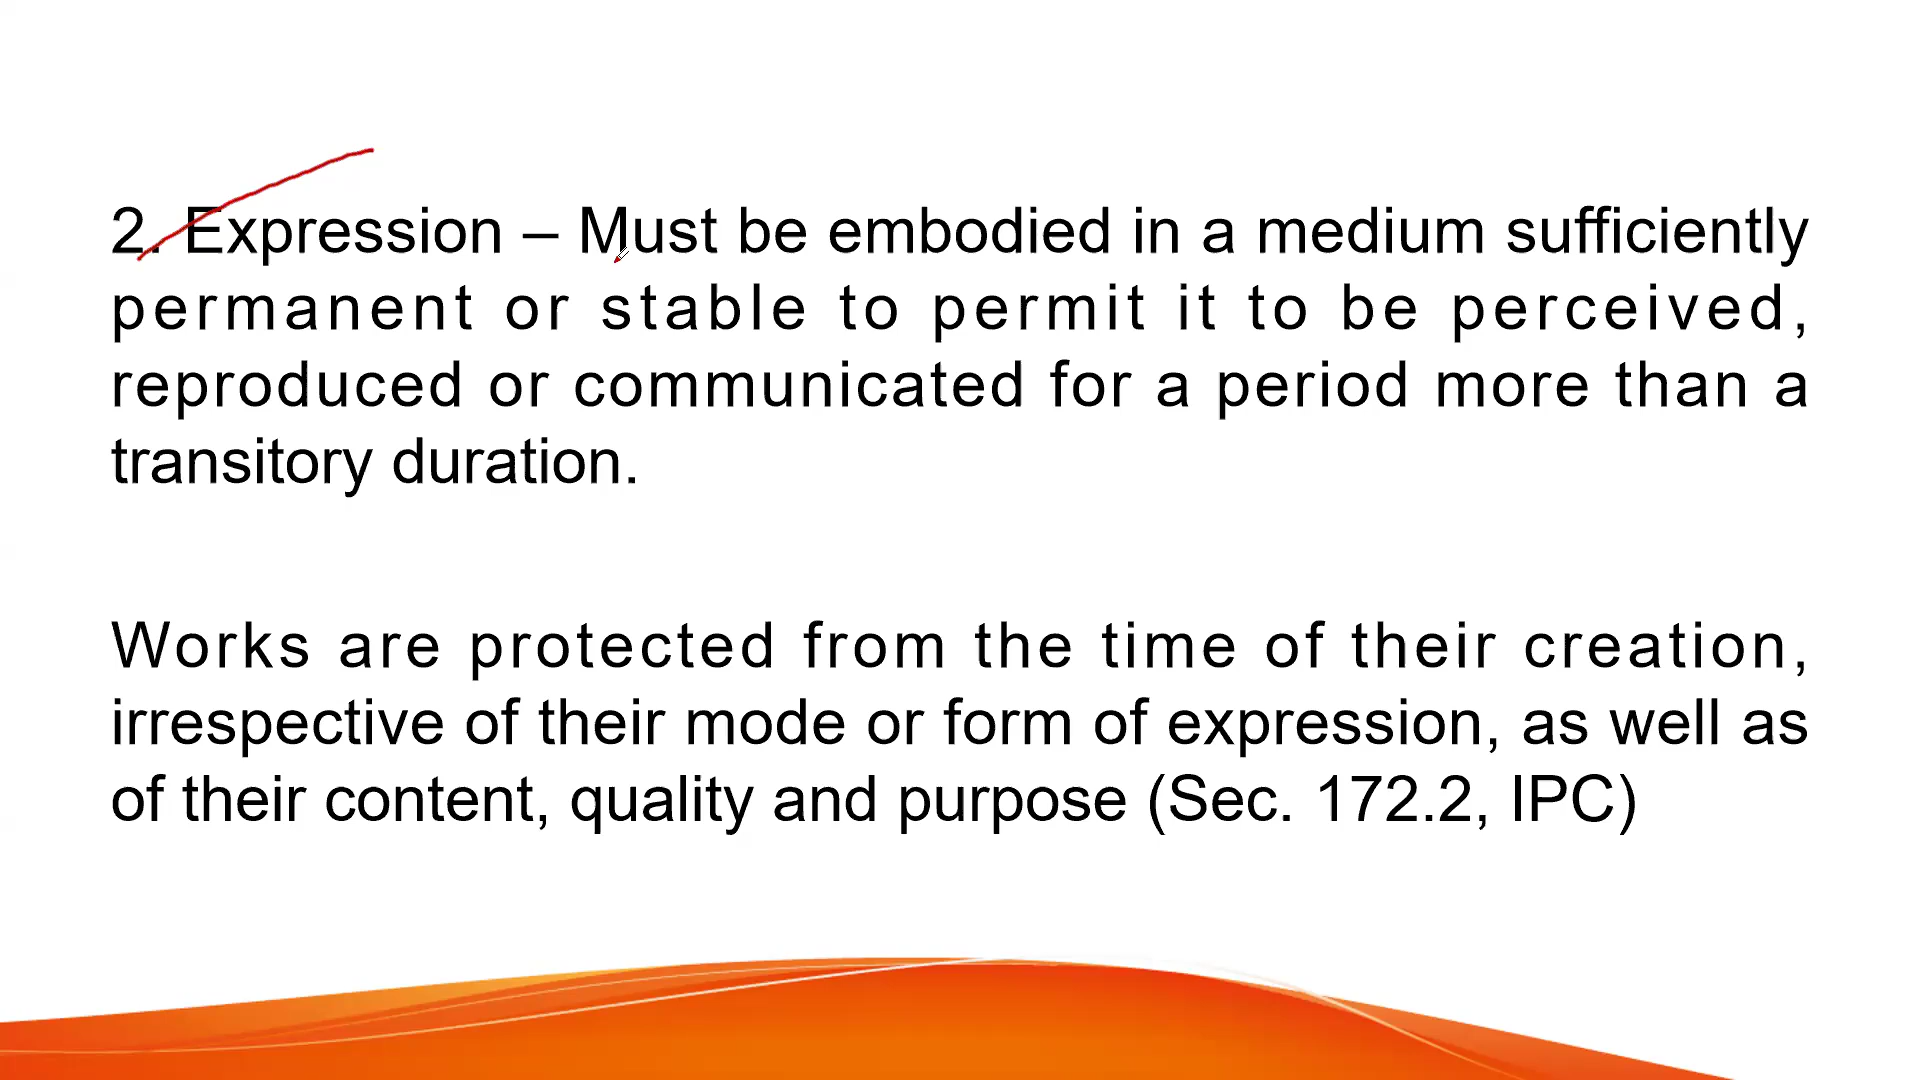 2. Expression – Must be embodied in a medium sufficiently
permanent or stable to permit it to be perceived,
reproduced or communicated for a period more than a
transitory duration.
Works are protected from the time of their creation,
irrespective of their mode or form of expression, as well as
of their content, quality and purpose (Sec. 172.2, IPC)